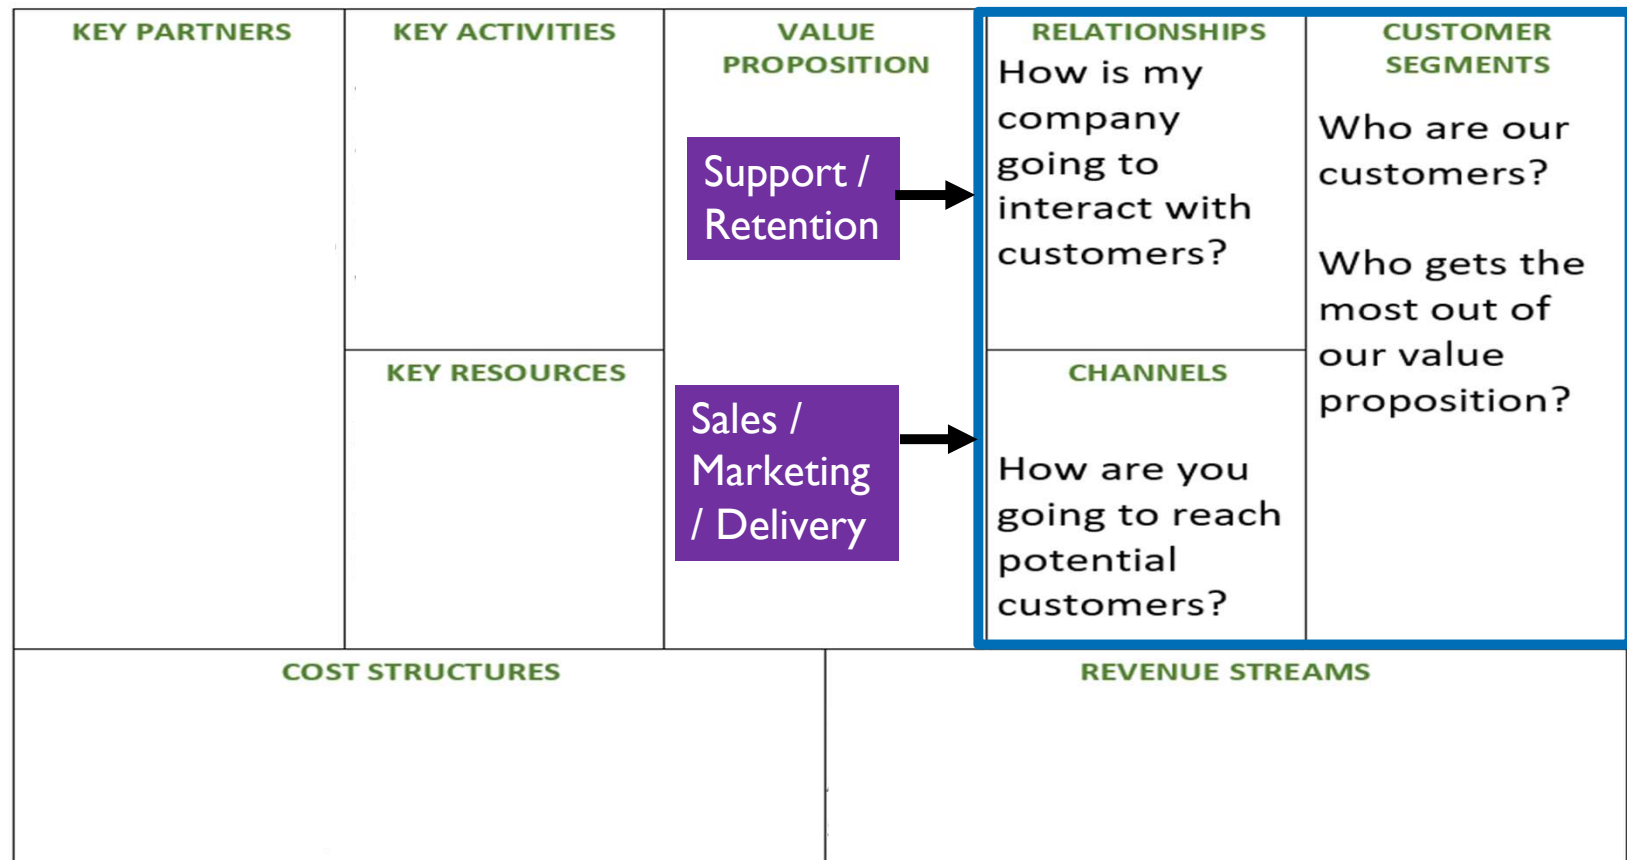 KEY PARTNERS
KEY ACTIVITIES
KEY RESOURCES
VALUE
PROPOSITION
Support /
Retention
Sales /
Marketing
/ Delivery
RELATIONSHIPS
How is my
company
going to
interact with
customers?
CHANNELS
How are you
going to reach
potential
customers?
CUSTOMER
SEGMENTS
Who are our
customers?
Who gets the
most out of
our value
proposition?
COST STRUCTURES
REVENUE STREAMS